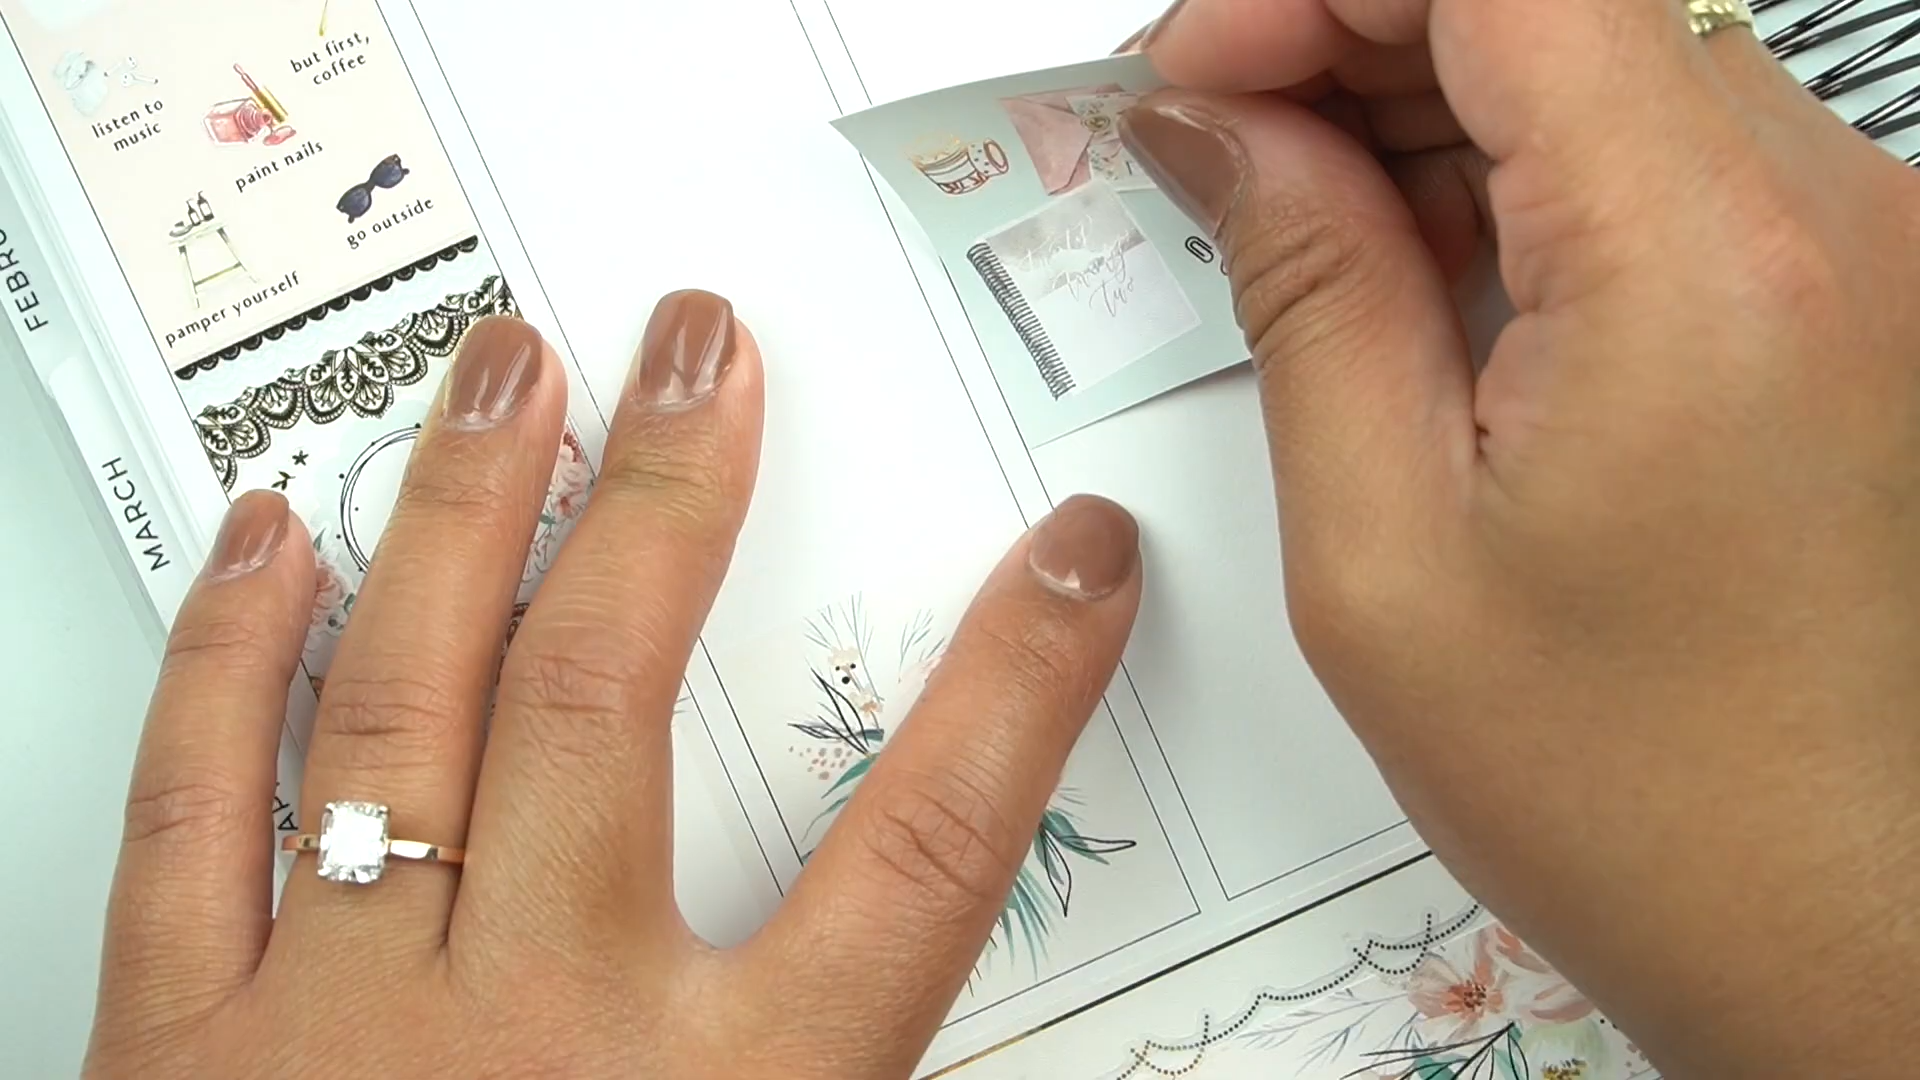 but first,
coffee
listen to
music
paint nails
go outside
pamper yourself
FEBRU
MARCH